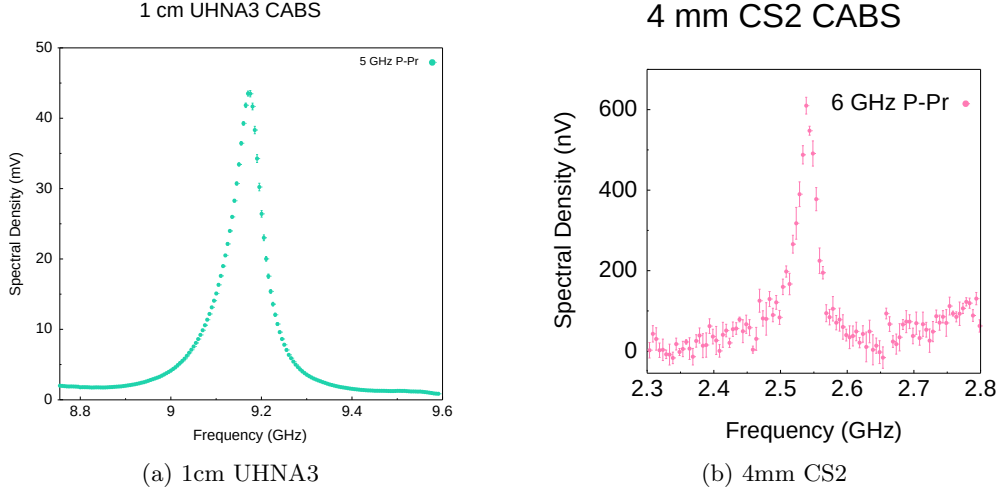 1 cm UHNA3 CABS
5 GHz P-Pr
50
40
30
20
10
0
Spectral Density (mV)
8.8 9 9.2 9.4 9.6
Frequency (GHz)
(a) 1cm UHNA3
4 mm CS2 CABS
6 GHz P-Pr
600
400
200
0
Spectral Density (nV)
2.3 2.4 2.5 2.6 2.7 2.8
Frequency (GHz)
(b) 4mm CS2